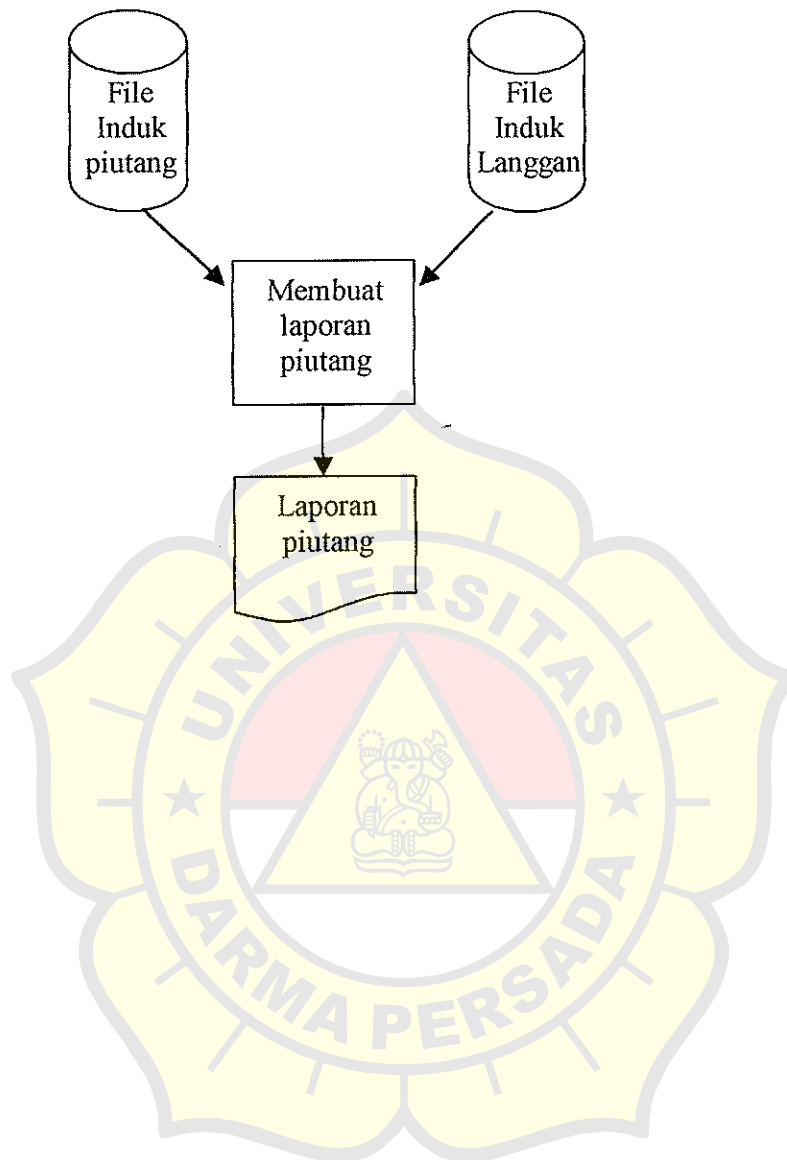 File
Induk
piutang
File
Induk
Langgan
Membuat
laporan
piutang
Laporan
piutang
UNIVERSITAS
DARMA PERSADA